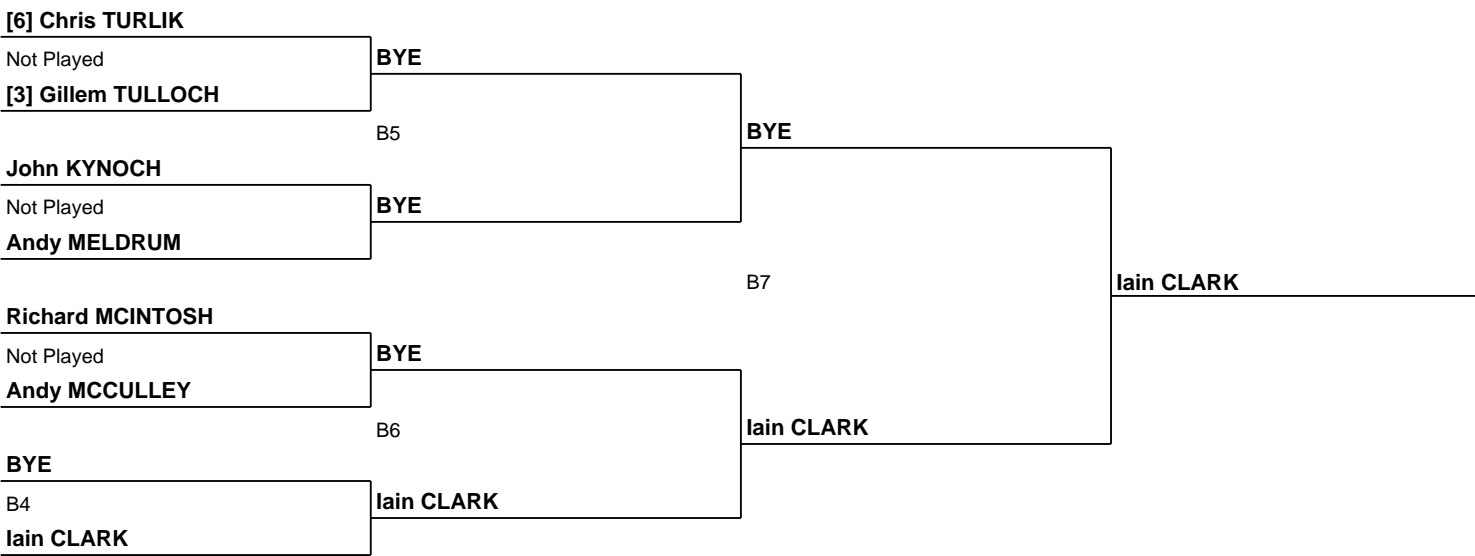 [6] Chris TURLIK
Not Played
[3] Gillem TULLOCH
BYE
B5
John KYNOCH
Not Played
Andy MELDRUM
BYE
BYE
B7
Richard MCINTOSH
Not Played
Andy MCCULLEY
BYE
B6
BYE
B4
Iain CLARK
Iain CLARK
Iain CLARK
Iain CLARK